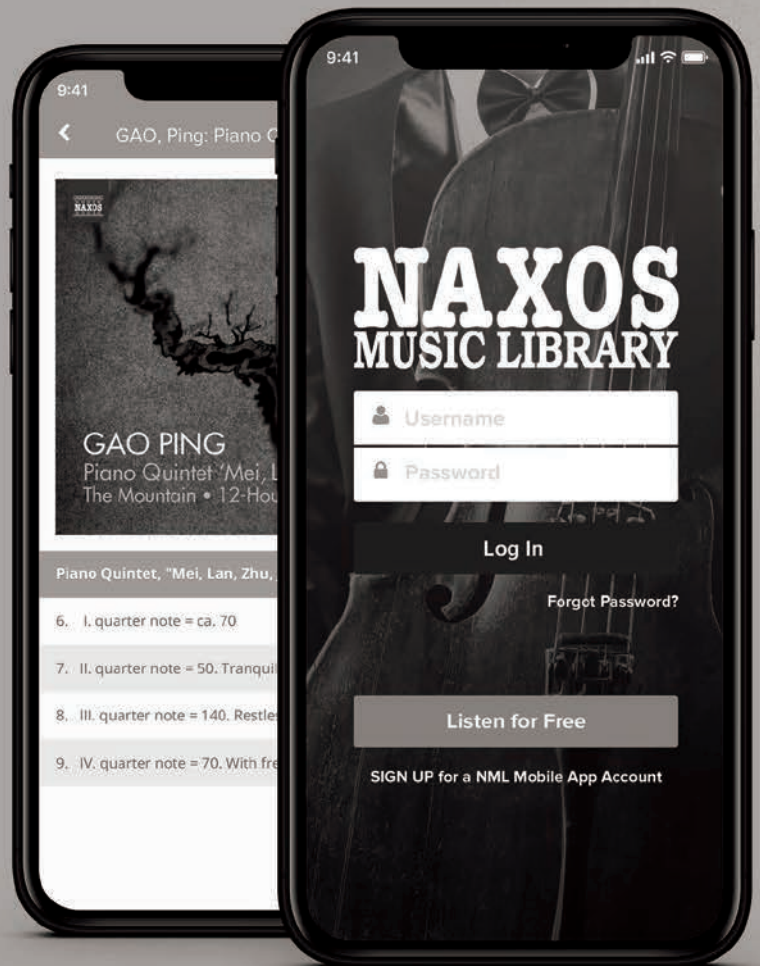 9:41
GAO, Ping: Piano
NAXOS
GAO PING
Piano Quintet 'Mei,
The Mountain • 12-Hou
Piano Quintet, "Mei, Lan, Zhu,
6. I. quarter note = ca. 70
7. II. quarter note = 50. Tranquil
8. III. quarter note = 140. Restles
9. IV. quarter note = 70. With fre
9:41
NAXOS
MUSIC LIBRARY
Username
Password
Log In
Forgot Password?
Listen for Free
SIGN UP for a NML Mobile App Account